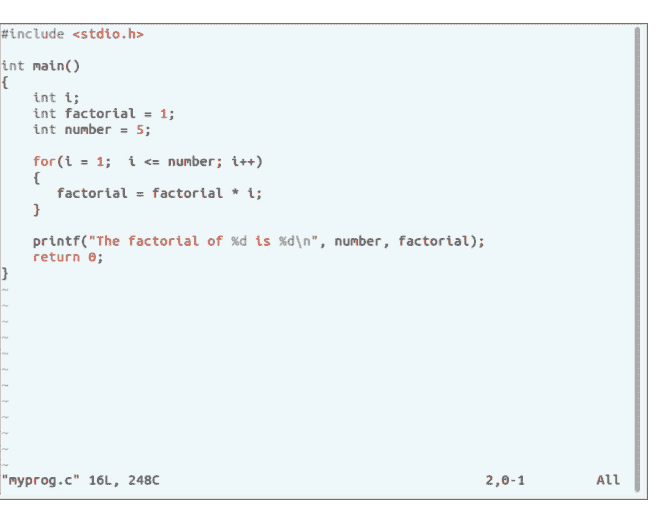 #include <stdio.h>

int main()
{
    int i;
    int factorial = 1;
    int number = 5;

    for(i = 1;  i <= number; i++)
    {
       factorial = factorial * i;
    }

    printf("The factorial of %d is %d\n", number, factorial);
    return 0;
}
~
~
~
~
~
~
~
~
~
~
~
~
"myprog.c" 16L, 248C                    2,0-1         All